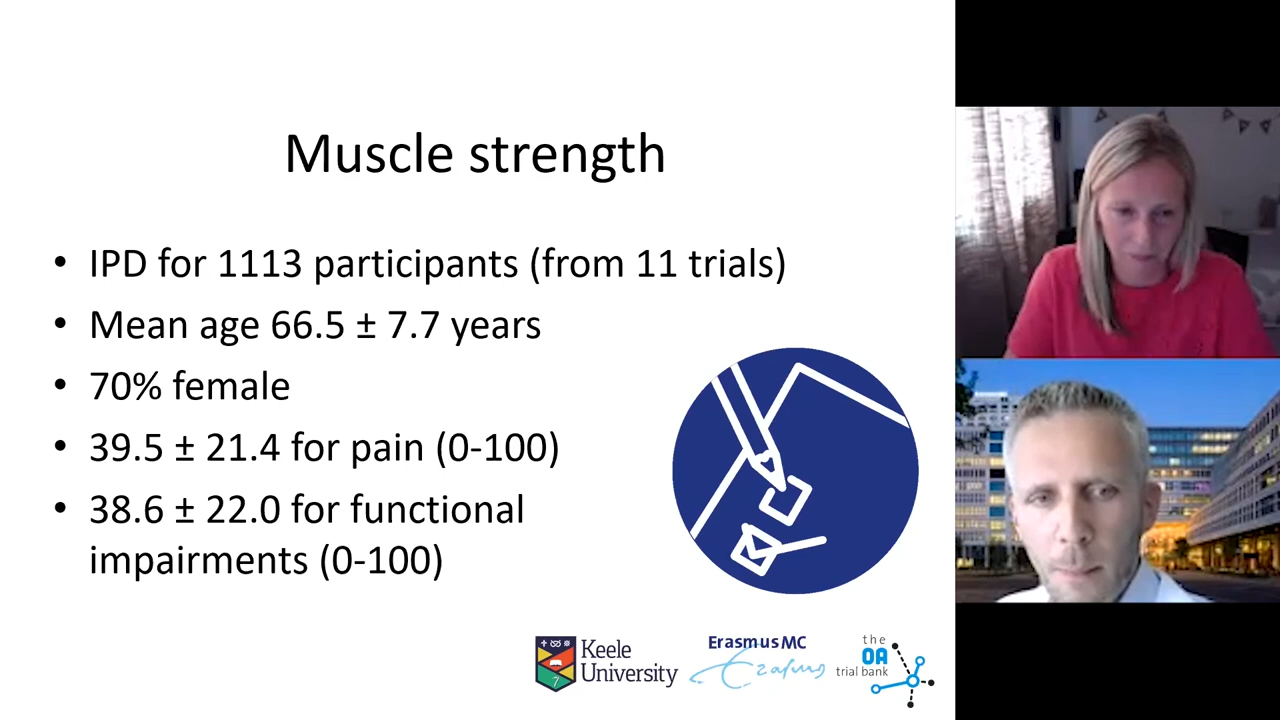 Muscle strength
• IPD for 1113 participants (from 11 trials)
• Mean age 66.5 ± 7.7 years
• 70% female
• 39.5 ± 21.4 for pain (0-100)
• 38.6 ± 22.0 for functional
impairments (0-100)
Keele
University
Erasmus MC
Erasmus
the
OA
trial bank